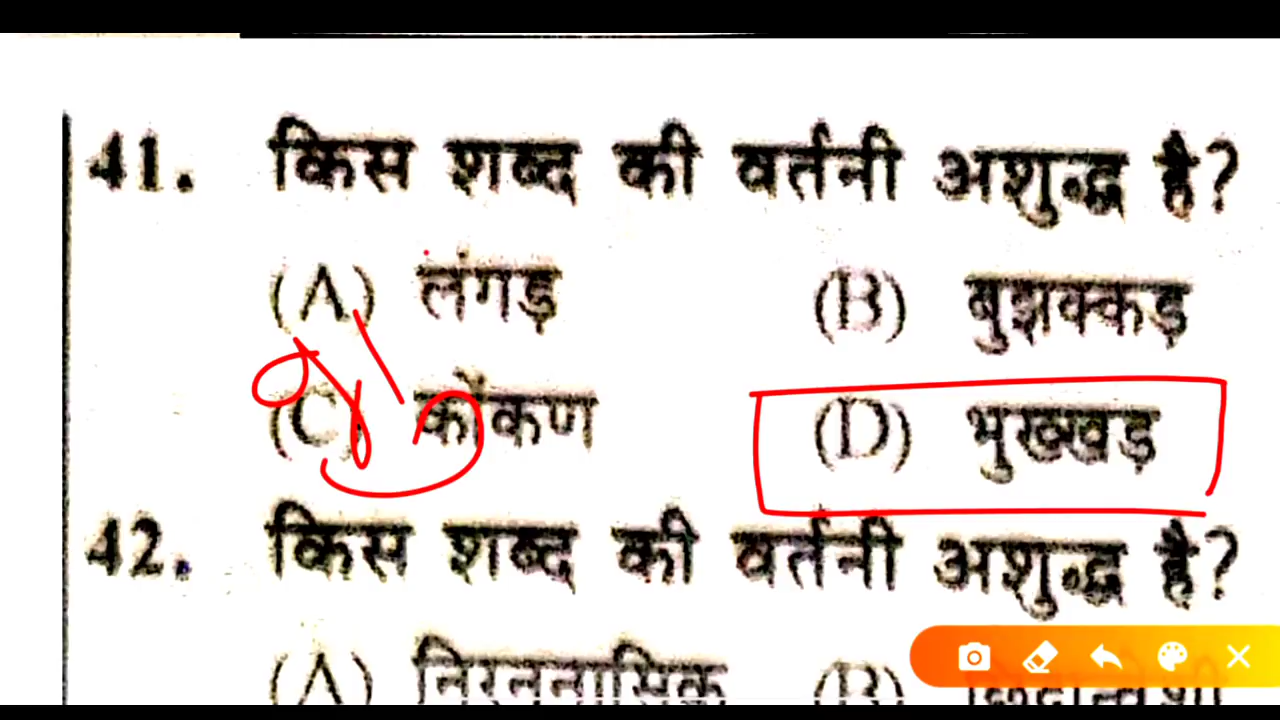 41. किस शब्द की वर्तनी अशुद्ध है?
(A) लंगड़ (B) बुझक्कड़
(C) कोंकण (D) भुख्खड़
42. किस शब्द की वर्तनी अशुद्ध है?
(A) (B)